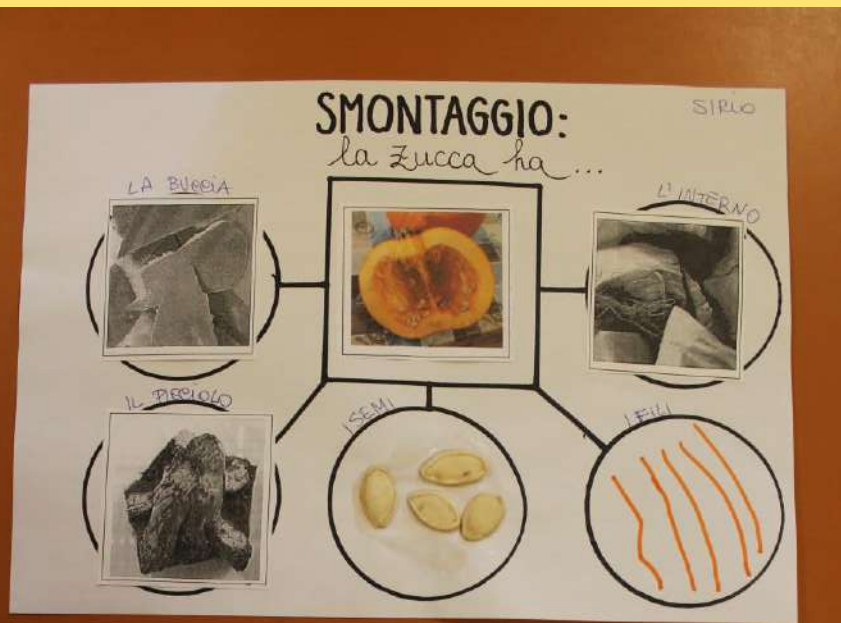 SMONTAGGIO:
SIRIO
la zucca ha...
LA BUCCIA
L'INTERNO
IL PICCIOLO
I SEMI
I FILI